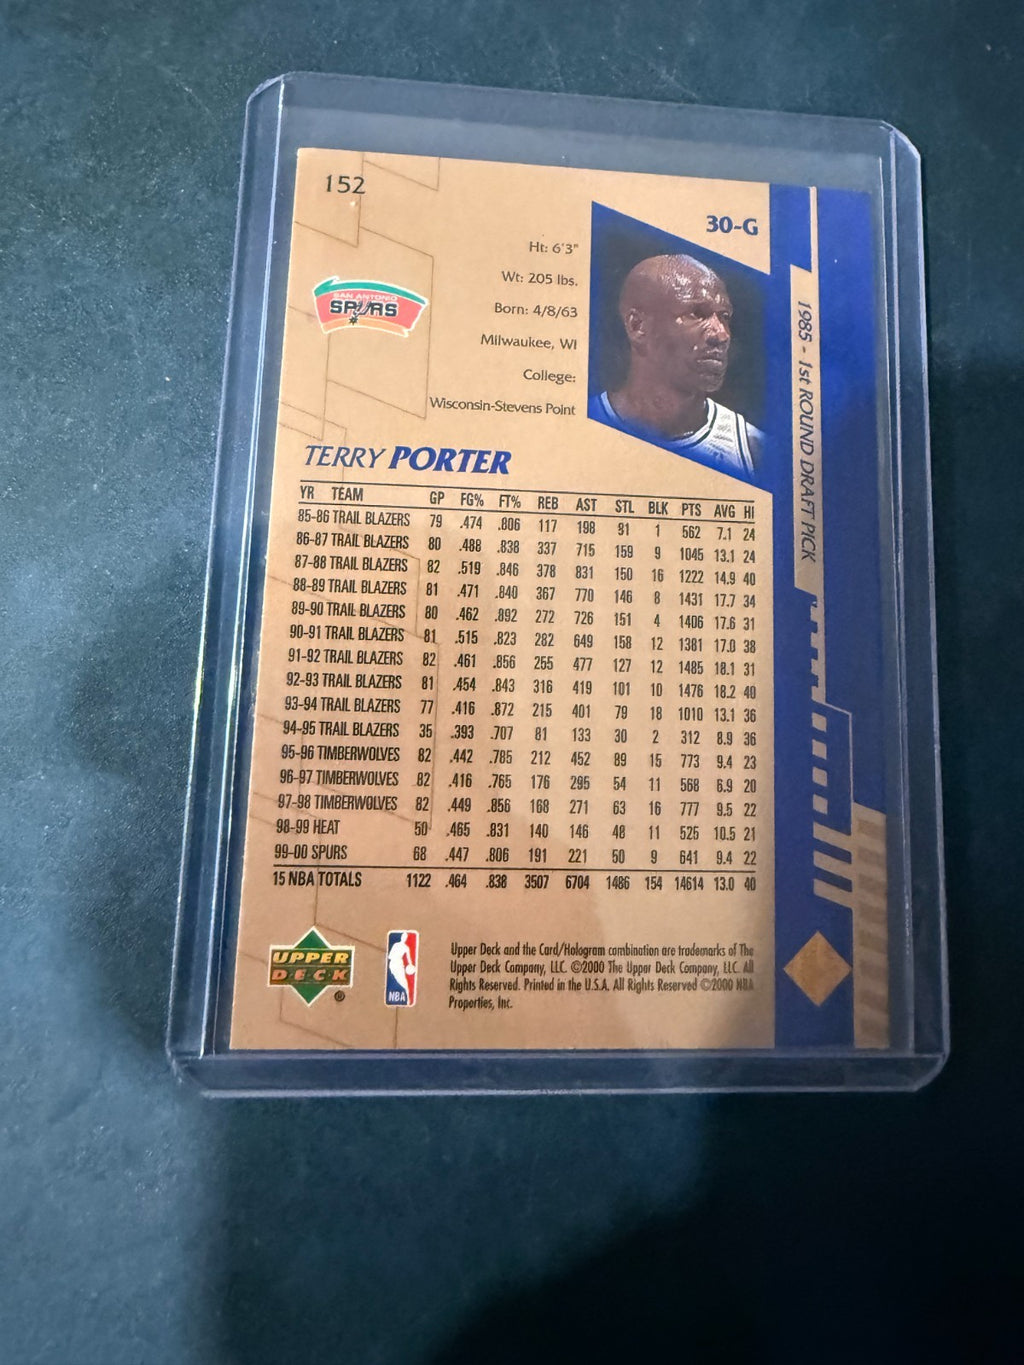 152
30-G
Ht: 6'3"
Wt: 205 lbs.
Born: 4/8/63
Milwaukee, WI
College:
Wisconsin-Stevens Point
SAN ANTONIO
SPURS
1985 - 1st ROUND DRAFT PICK
TERRY PORTER
YR TEAM GP FG% FT% REB AST STL BLK PTS AVG HI
85-86 TRAIL BLAZERS 79 .474 .806 117 198 81 1 562 7.1 24
86-87 TRAIL BLAZERS 80 .488 .838 337 715 159 9 1045 13.1 24
87-88 TRAIL BLAZERS 82 .519 .846 378 831 150 16 1222 14.9 40
88-89 TRAIL BLAZERS 81 .471 .840 367 770 146 8 1431 17.7 34
89-90 TRAIL BLAZERS 80 .462 .892 272 726 151 4 1406 17.6 31
90-91 TRAIL BLAZERS 81 .515 .823 282 649 158 12 1381 17.0 38
91-92 TRAIL BLAZERS 82 .461 .856 255 477 127 12 1485 18.1 31
92-93 TRAIL BLAZERS 81 .454 .843 316 419 101 10 1476 18.2 40
93-94 TRAIL BLAZERS 77 .416 .872 215 401 79 18 1010 13.1 36
94-95 TRAIL BLAZERS 35 .393 .707 81 133 30 2 312 8.9 36
95-96 TIMBERWOLVES 82 .442 .785 212 452 89 15 773 9.4 23
96-97 TIMBERWOLVES 82 .416 .765 176 295 54 11 568 6.9 20
97-98 TIMBERWOLVES 82 .449 .856 168 271 63 16 777 9.5 22
98-99 HEAT 50 .465 .831 140 146 48 11 525 10.5 21
99-00 SPURS 68 .447 .806 191 221 50 9 641 9.4 22
15 NBA TOTALS 1122 .464 .838 3507 6704 1486 154 14614 13.0 40
UPPER
DECK
®
NBA
Upper Deck and the Card/Hologram combination are trademarks of The
Upper Deck Company, LLC. ©2000 The Upper Deck Company, LLC. All
Rights Reserved. Printed in the U.S.A. All Rights Reserved ©2000 NBA
Properties, Inc.